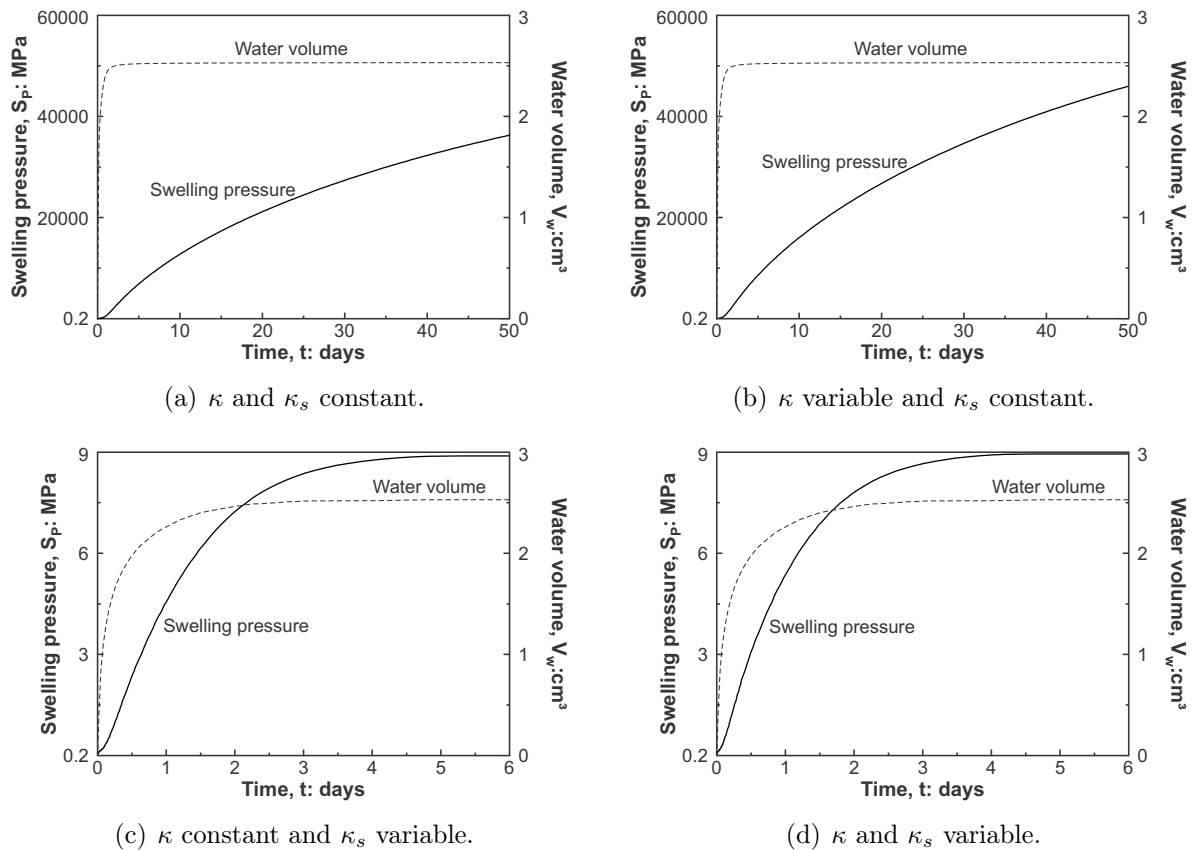 60000
40000
20000
0.2
Swelling pressure, S_P: MPa
Water volume
Swelling pressure
3
2
1
0
Water volume, V_w:cm³
0 10 20 30 40 50
Time, t: days
(a) κ and κ_s constant.
60000
40000
20000
0.2
Swelling pressure, S_P: MPa
Water volume
Swelling pressure
3
2
1
0
Water volume, V_w:cm³
0 10 20 30 40 50
Time, t: days
(b) κ variable and κ_s constant.
9
6
3
0.2
Swelling pressure, S_P: MPa
Water volume
Swelling pressure
3
2
1
0
Water volume, V_w:cm³
0 1 2 3 4 5 6
Time, t: days
(c) κ constant and κ_s variable.
9
6
3
0.2
Swelling pressure, S_P: MPa
Water volume
Swelling pressure
3
2
1
0
Water volume, V_w:cm³
0 1 2 3 4 5 6
Time, t: days
(d) κ and κ_s variable.